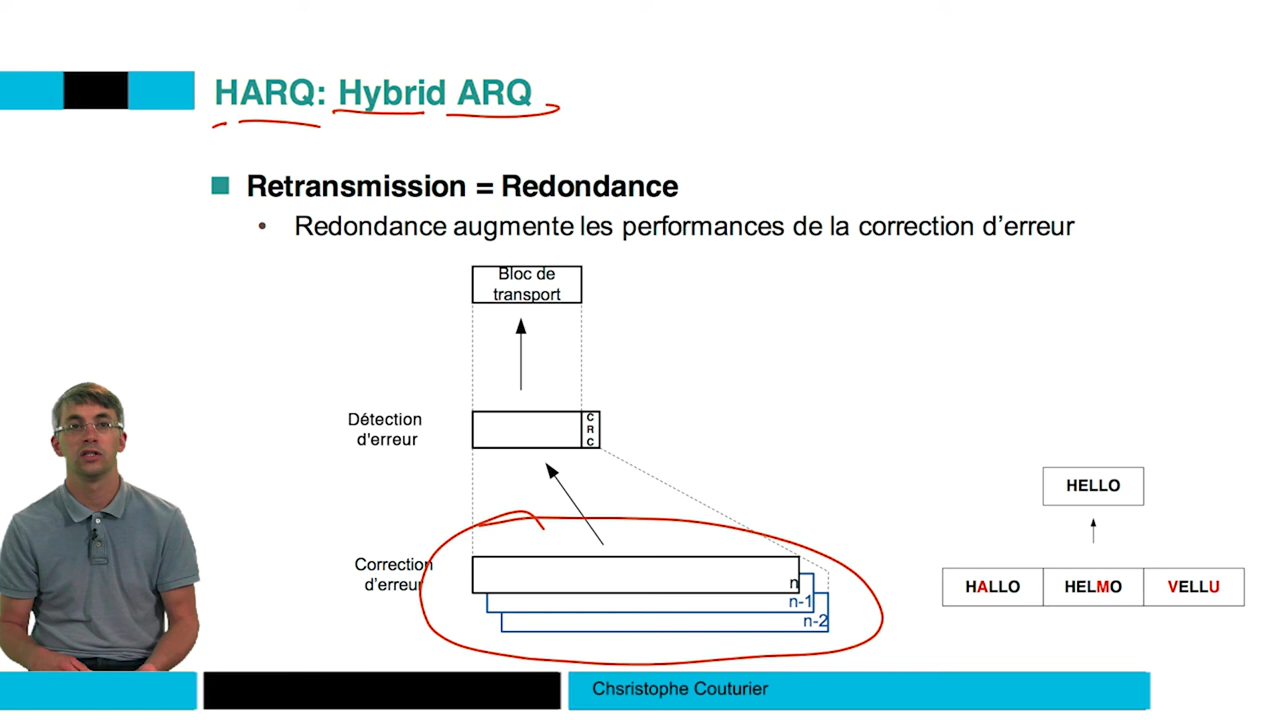 HARQ: Hybrid ARQ
Retransmission = Redondance
• Redondance augmente les performances de la correction d'erreur
Bloc de
transport
Détection
d'erreur
C
R
C
Correction
d'erreur
n
n-1
n-2
HELLO
HALLO HELMO VELLU
Chsristophe Couturier